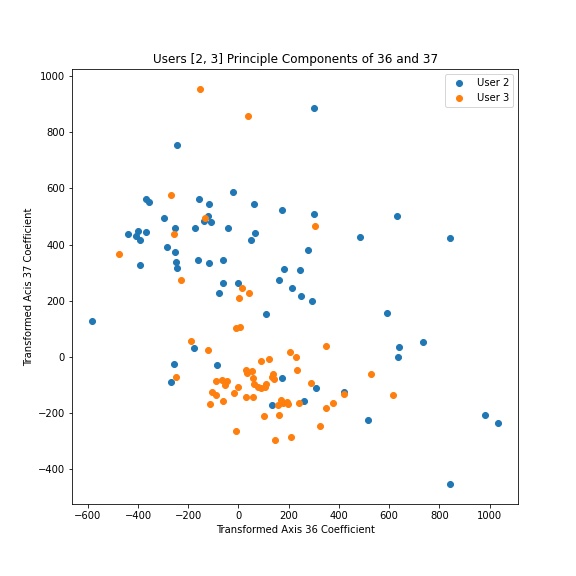 Users [2, 3] Principle Components of 36 and 37
User 2
User 3
1000
800
600
400
200
0
−200
−400
Transformed Acis 37 Coefficient
−600 −400 −200 0 200 400 600 800 1000
Transformed Axis 36 Coefficient